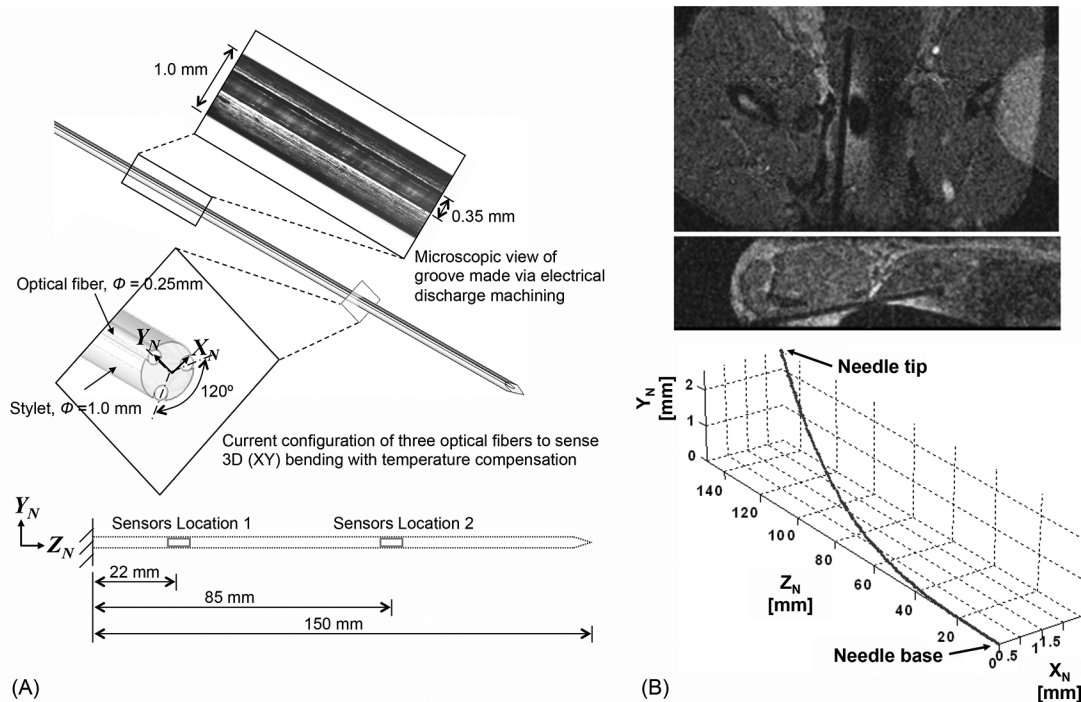 1.0 mm
0.35 mm
Microscopic view of
groove made via electrical
discharge machining
Optical fiber, Φ = 0.25mm
Y_N
X_N
120º
Stylet, Φ =1.0 mm
Current configuration of three optical fibers to sense
3D (XY) bending with temperature compensation
Y_N
Z_N
Sensors Location 1
Sensors Location 2
22 mm
85 mm
150 mm
(A)
Needle tip
Y_N
[mm]
2
1
0
140
120
100
80
60
40
20
0
Z_N
[mm]
Needle base
0.5
1
1.5
X_N
[mm]
(B)